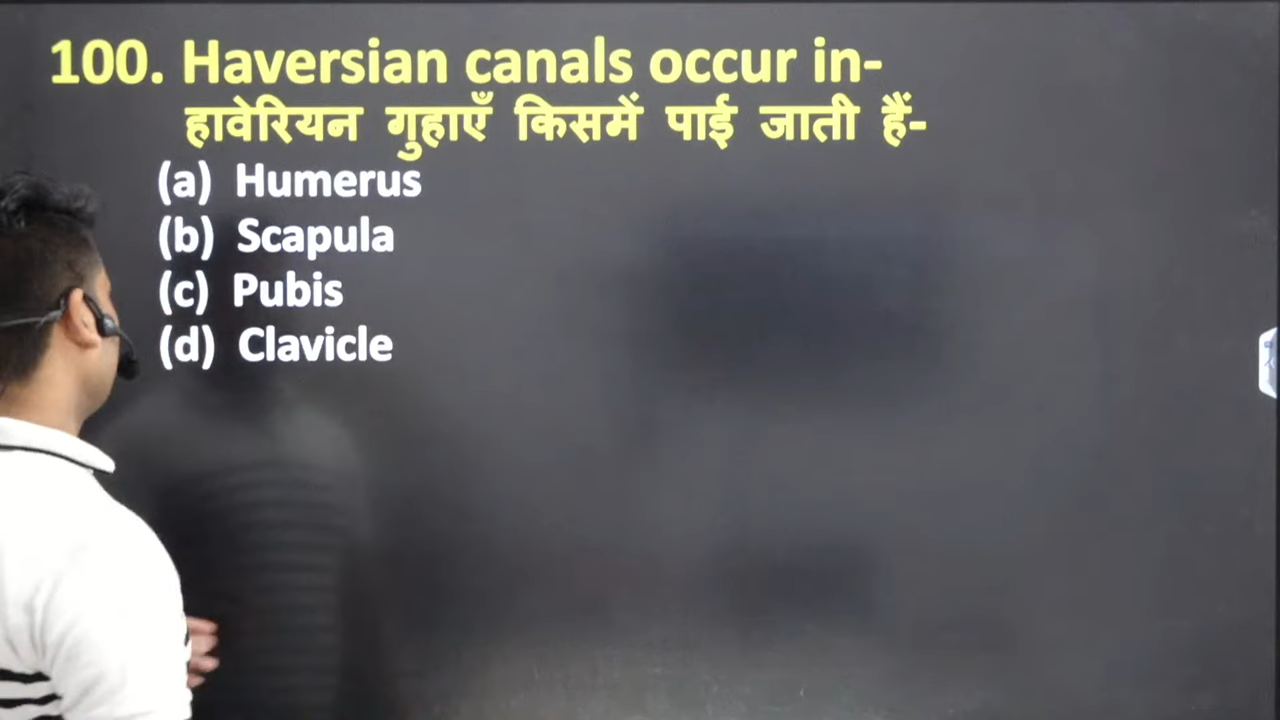 100. Haversian canals occur in-
हावेरियन गुहाएँ किसमें पाई जाती हैं-
(a) Humerus
(b) Scapula
(c) Pubis
(d) Clavicle